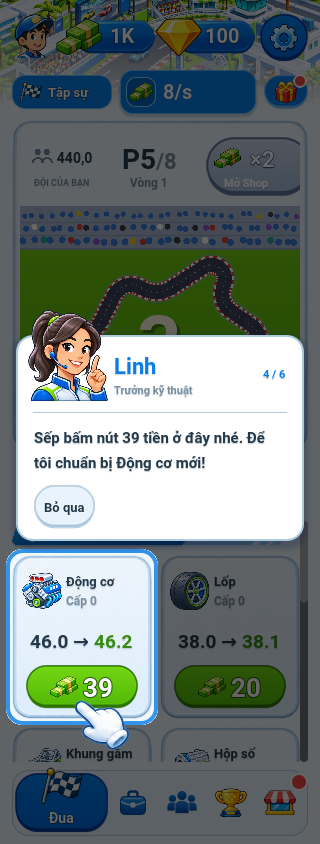 1K
100
Tập sự
8/s
440,0
ĐỘI CỦA BẠN
P5/8
Vòng 1
×2
Mở Shop
2
Linh
Trưởng kỹ thuật
4 / 6
Sếp bấm nút 39 tiền ở đây nhé. Để
tôi chuẩn bị Động cơ mới!
Bỏ qua
Động cơ
Cấp 0
46.0 → 46.2
39
Lốp
Cấp 0
38.0 → 38.1
20
Khung gầm
Hộp số
Đua